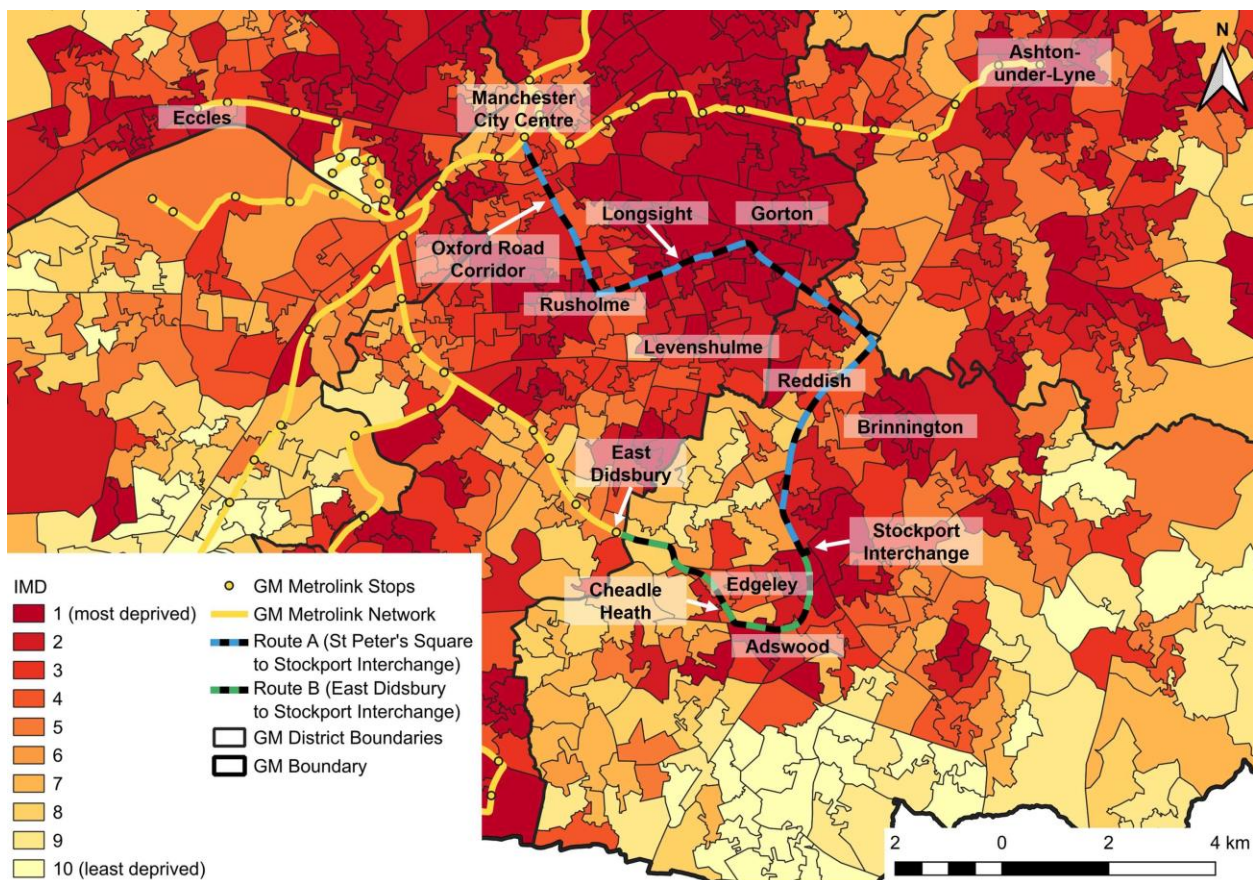 N
Ashton-
under-Lyne
Manchester
City Centre
Eccles
Longsight
Gorton
Oxford Road
Corridor
Rusholme
Levenshulme
Reddish
Brinnington
East
Didsbury
Stockport
Interchange
Cheadle
Heath
Edgeley
Adswood
IMD
1 (most deprived)
2
3
4
5
6
7
8
9
10 (least deprived)
GM Metrolink Stops
GM Metrolink Network
Route A (St Peter's Square
to Stockport Interchange)
Route B (East Didsbury
to Stockport Interchange)
GM District Boundaries
GM Boundary
2 0 2 4 km